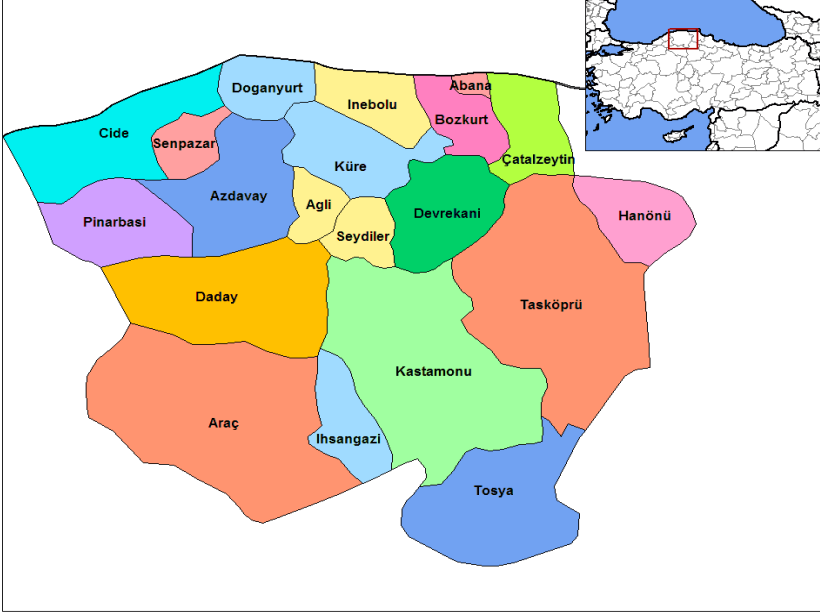 Abana
Doganyurt
Inebolu
Bozkurt
Cide
Senpazar
Çatalzeytin
Küre
Azdavay
Agli
Devrekani
Hanönü
Pinarbasi
Seydiler
Daday
Tasköprü
Kastamonu
Araç
Ihsangazi
Tosya